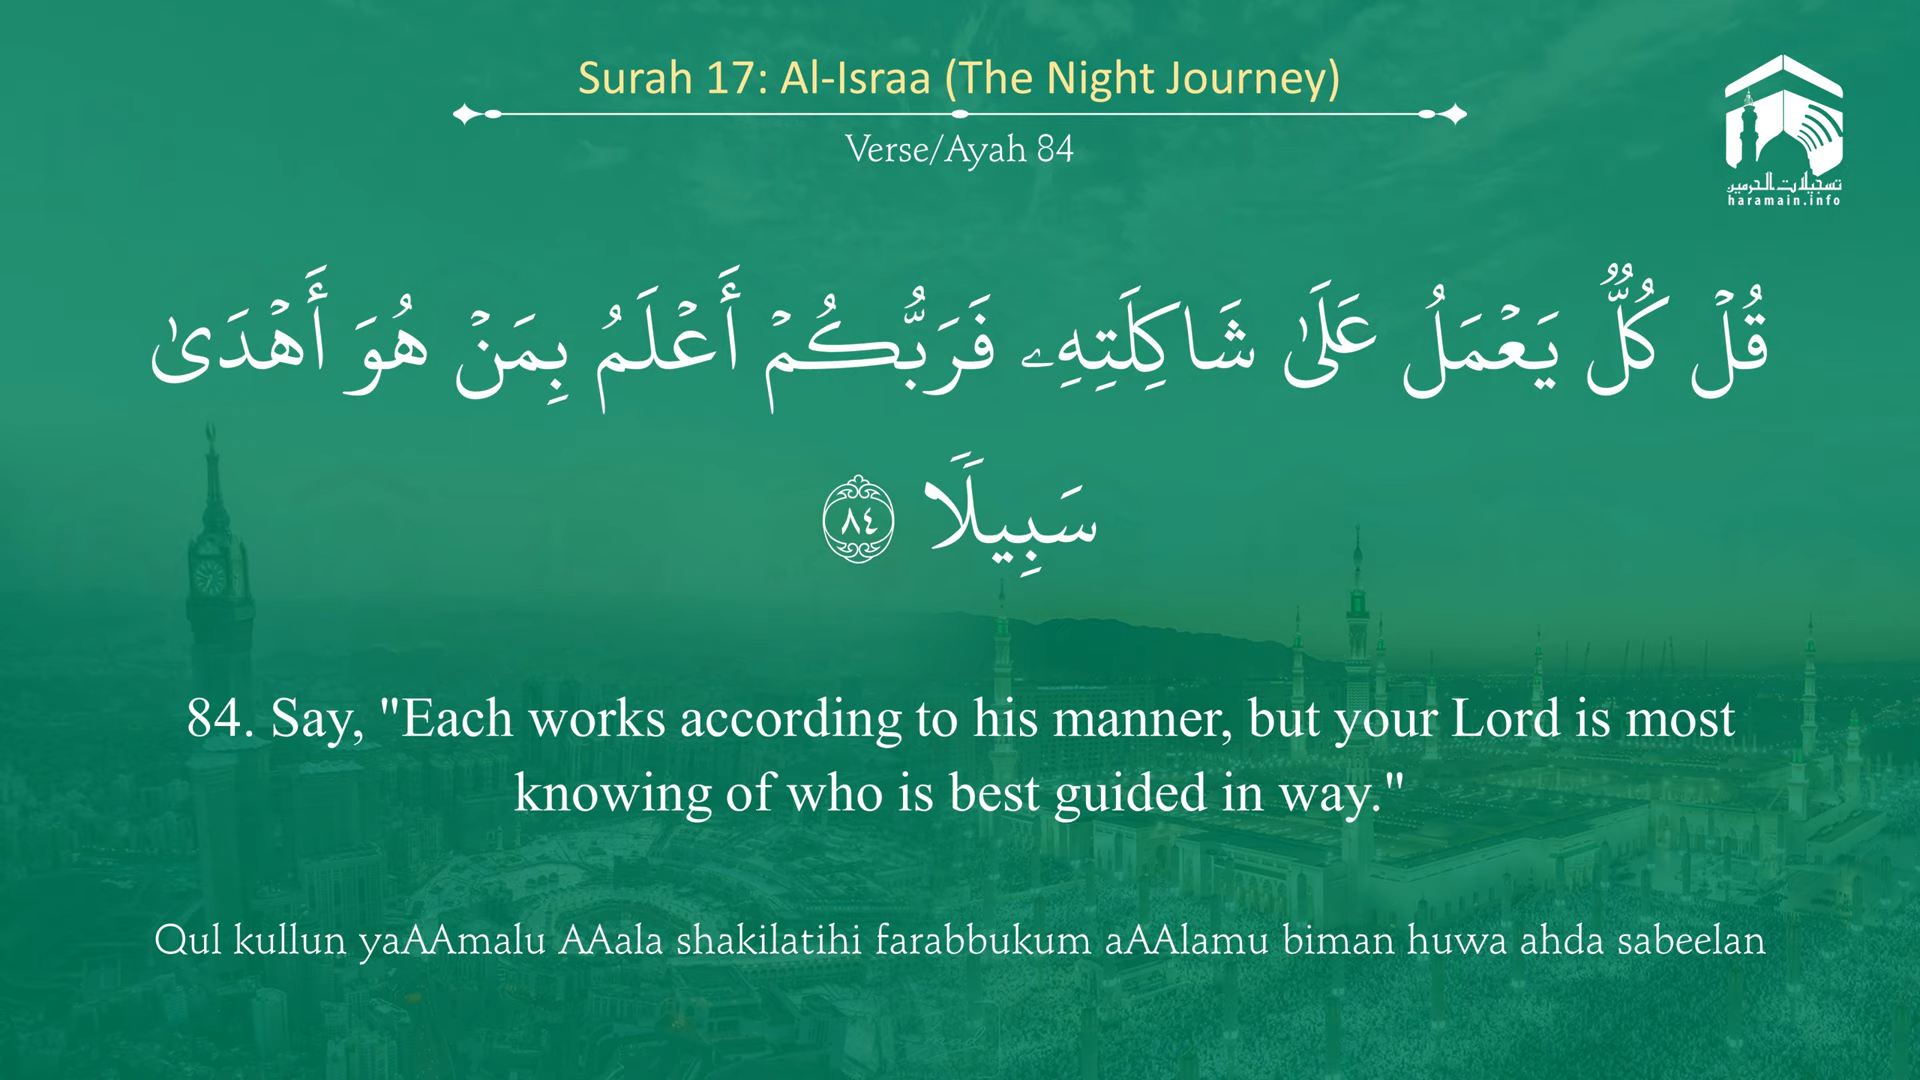 Surah 17: Al-Israa (The Night Journey)
Verse/Ayah 84
تسجيلات الحرمين
haramain.info
قُلۡ كُلّٞ يَعۡمَلُ عَلَىٰ شَاكِلَتِهِۦ فَرَبُّكُمۡ أَعۡلَمُ بِمَنۡ هُوَ أَهۡدَىٰ
سَبِيلٗا ٨٤
84. Say, "Each works according to his manner, but your Lord is most
knowing of who is best guided in way."
Qul kullun yaAAmalu AAala shakilatihi farabbukum aAAlamu biman huwa ahda sabeelan